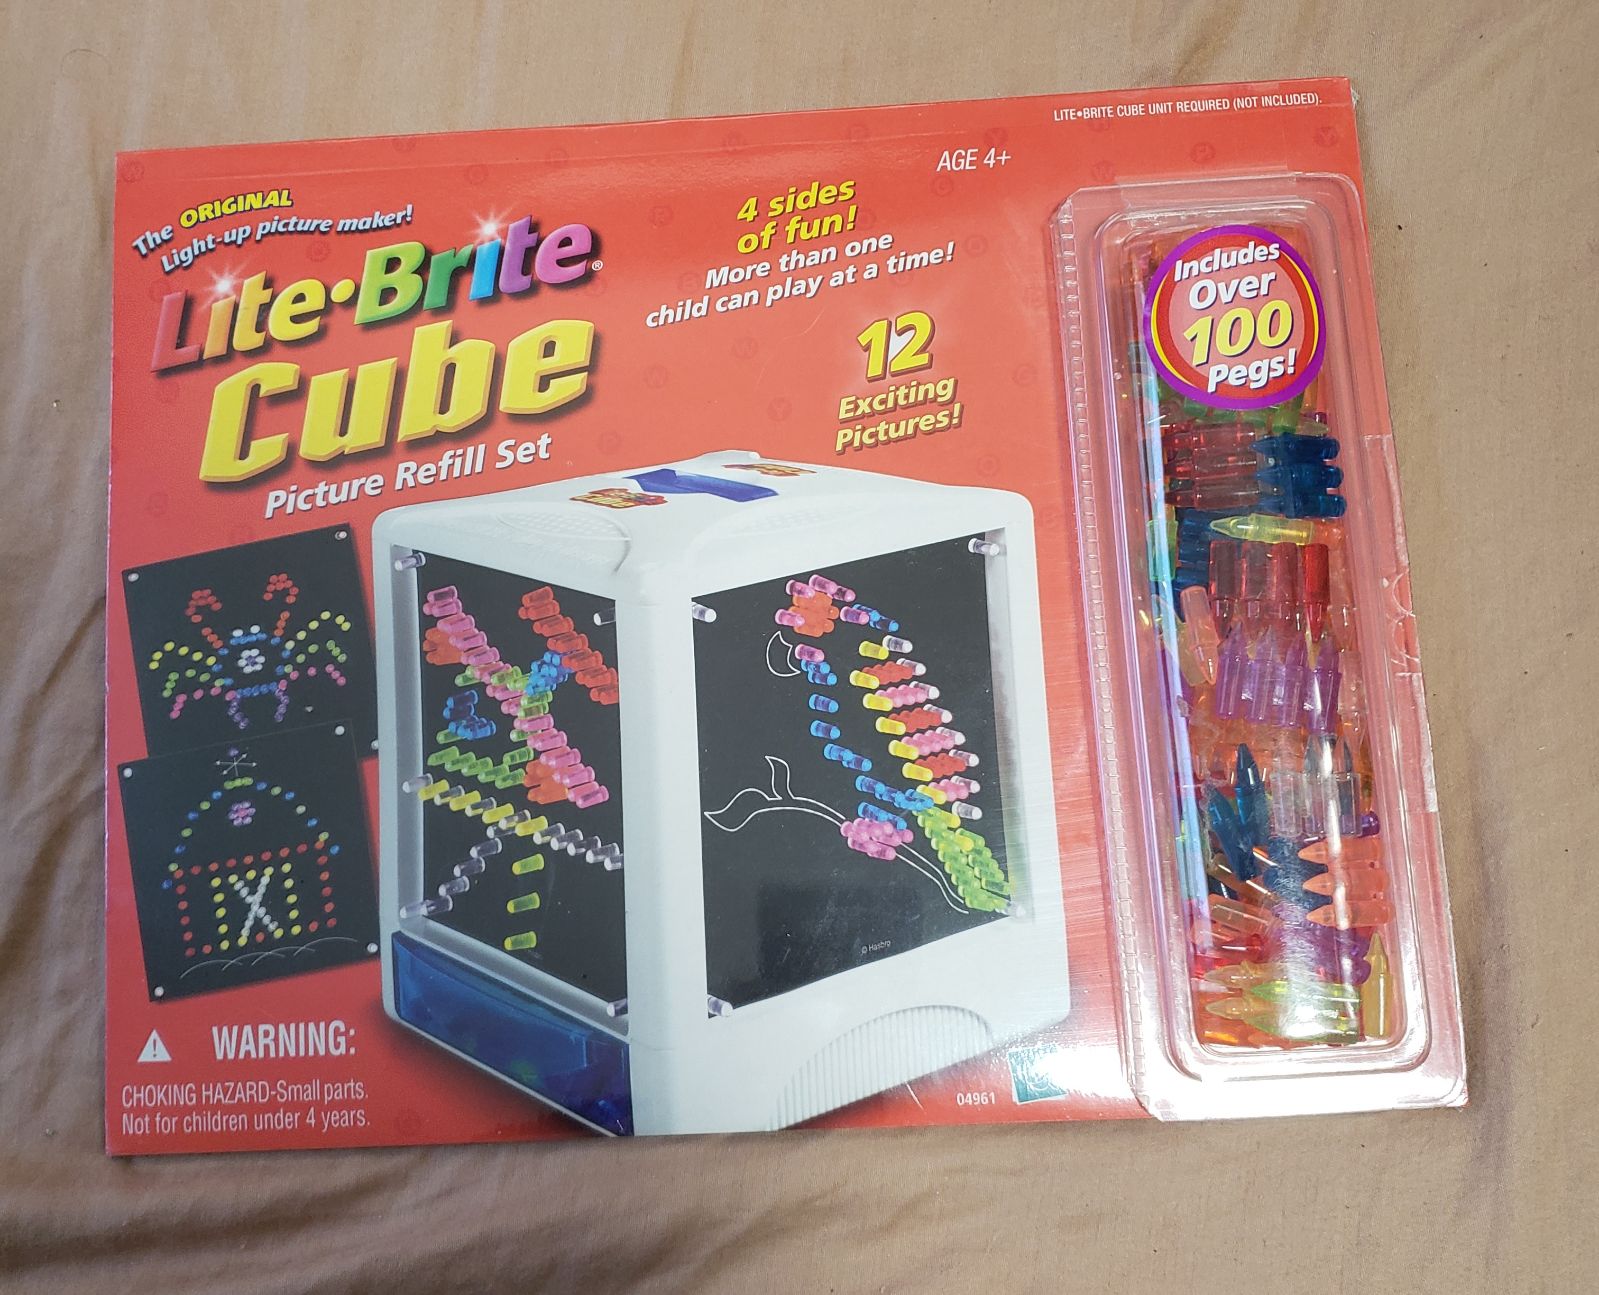 LITE•BRITE CUBE UNIT REQUIRED (NOT INCLUDED).
AGE 4+
The ORIGINAL
Light-up picture maker!
Lite•Brite®
Cube
Picture Refill Set
4 sides
of fun!
More than one
child can play at a time!
12
Exciting
Pictures!
Includes
Over
100
Pegs!
© Hasbro
WARNING:
CHOKING HAZARD-Small parts.
Not for children under 4 years.
04961